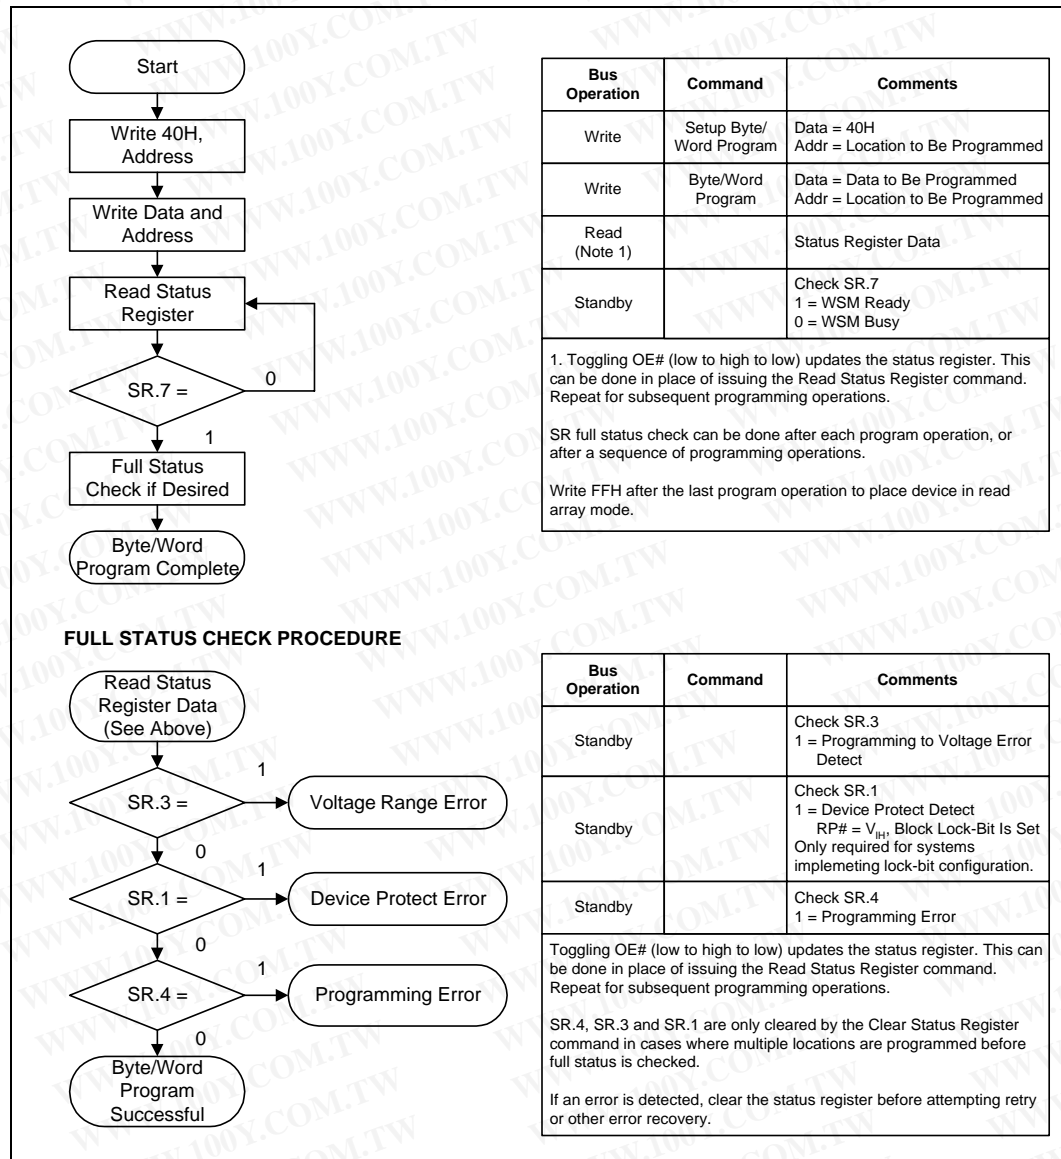 Start
Write 40H,
Address
Write Data and
Address
Read Status
Register
SR.7 =
0
1
Full Status
Check if Desired
Byte/Word
Program Complete
Bus
Operation
Command
Comments
Write
Setup Byte/
Word Program
Data = 40H
Addr = Location to Be Programmed
Write
Byte/Word
Program
Data = Data to Be Programmed
Addr = Location to Be Programmed
Read
(Note 1)
Status Register Data
Standby
Check SR.7
1 = WSM Ready
0 = WSM Busy
1. Toggling OE# (low to high to low) updates the status register. This
can be done in place of issuing the Read Status Register command.
Repeat for subsequent programming operations.
SR full status check can be done after each program operation, or
after a sequence of programming operations.
Write FFH after the last program operation to place device in read
array mode.
FULL STATUS CHECK PROCEDURE
Read Status
Register Data
(See Above)
SR.3 =
1
Voltage Range Error
0
SR.1 =
1
Device Protect Error
0
SR.4 =
1
Programming Error
0
Byte/Word
Program
Successful
Bus
Operation
Command
Comments
Standby
Check SR.3
1 = Programming to Voltage Error
Detect
Standby
Check SR.1
1 = Device Protect Detect
RP# = VIH, Block Lock-Bit Is Set
Only required for systems
implemeting lock-bit configuration.
Standby
Check SR.4
1 = Programming Error
Toggling OE# (low to high to low) updates the status register. This can
be done in place of issuing the Read Status Register command.
Repeat for subsequent programming operations.
SR.4, SR.3 and SR.1 are only cleared by the Clear Status Register
command in cases where multiple locations are programmed before
full status is checked.
If an error is detected, clear the status register before attempting retry
or other error recovery.
WWW.100Y.COM.TW